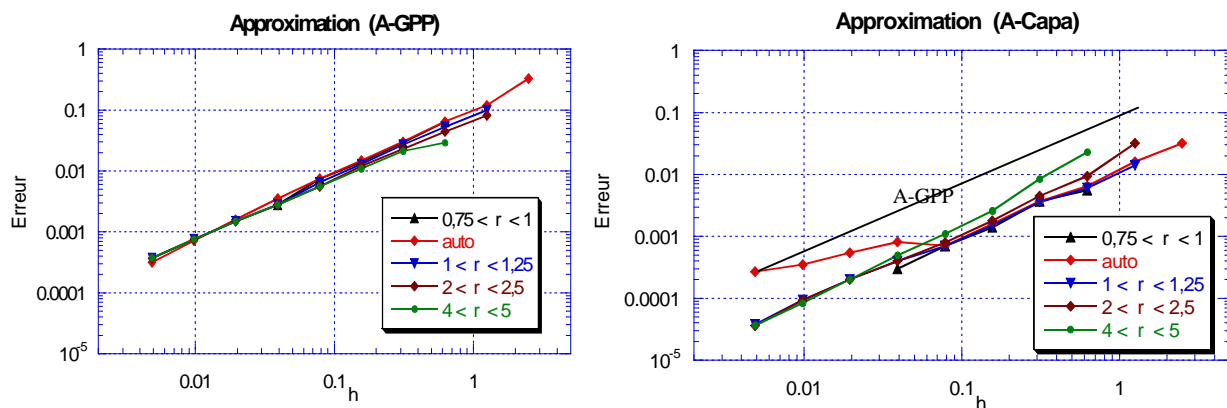 Approximation (A-GPP)
1
0.1
0.01
0.001
0.0001
10-5
Erreur
0.01
0.1
1
h
0,75 < r < 1
auto
1 < r < 1,25
2 < r < 2,5
4 < r < 5
Approximation (A-Capa)
1
0.1
0.01
0.001
0.0001
10-5
Erreur
A-GPP
0.01
0.1
1
h
0,75 < r < 1
auto
1 < r < 1,25
2 < r < 2,5
4 < r < 5